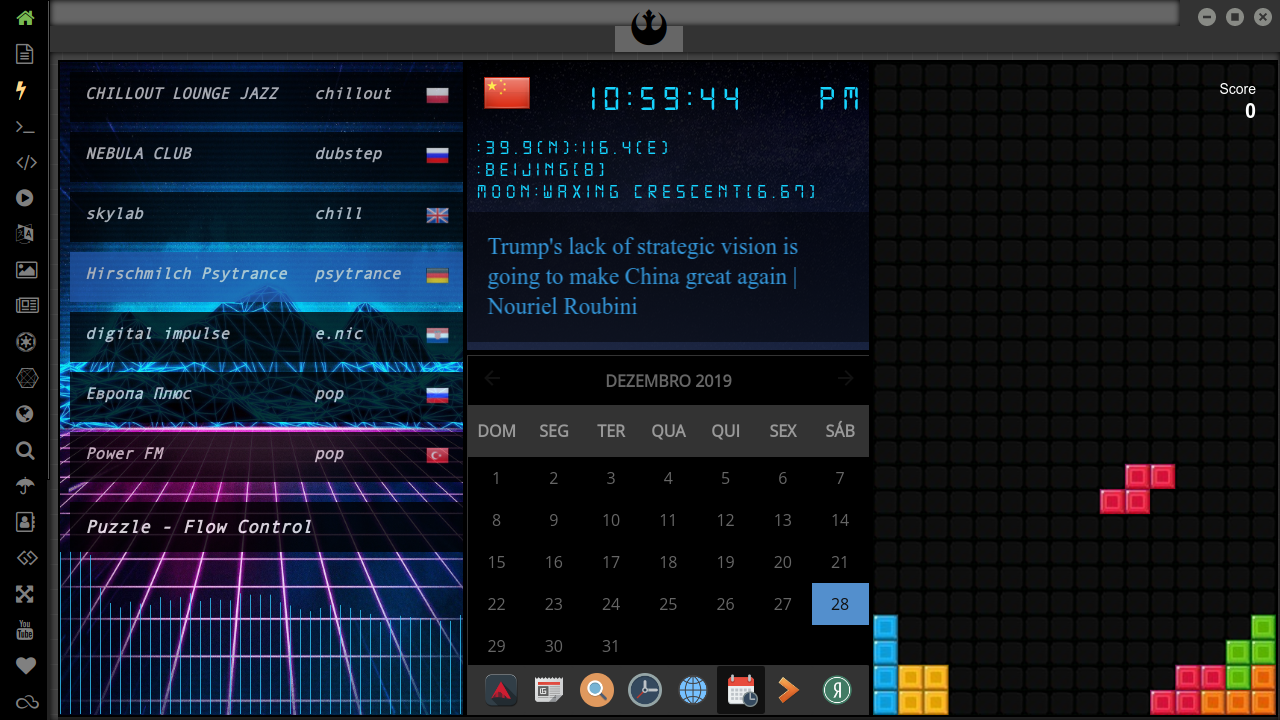 CHILLOUT LOUNGE JAZZ chillout
NEBULA CLUB dubstep
skylab chill
Hirschmilch Psytrance psytrance
digital impulse e.nic
Европа Плюс pop
Power FM pop
Puzzle - Flow Control
10:59:44 PM
:39.9(N):116.4(E)
:BEIJING(8)
MOON:WAXING CRESCENT(6.67)
Trump's lack of strategic vision is
going to make China great again |
Nouriel Roubini
DEZEMBRO 2019
DOM SEG TER QUA QUI SEX SÁB
1 2 3 4 5 6 7
8 9 10 11 12 13 14
15 16 17 18 19 20 21
22 23 24 25 26 27 28
29 30 31
Score
0
You
Tube
Я